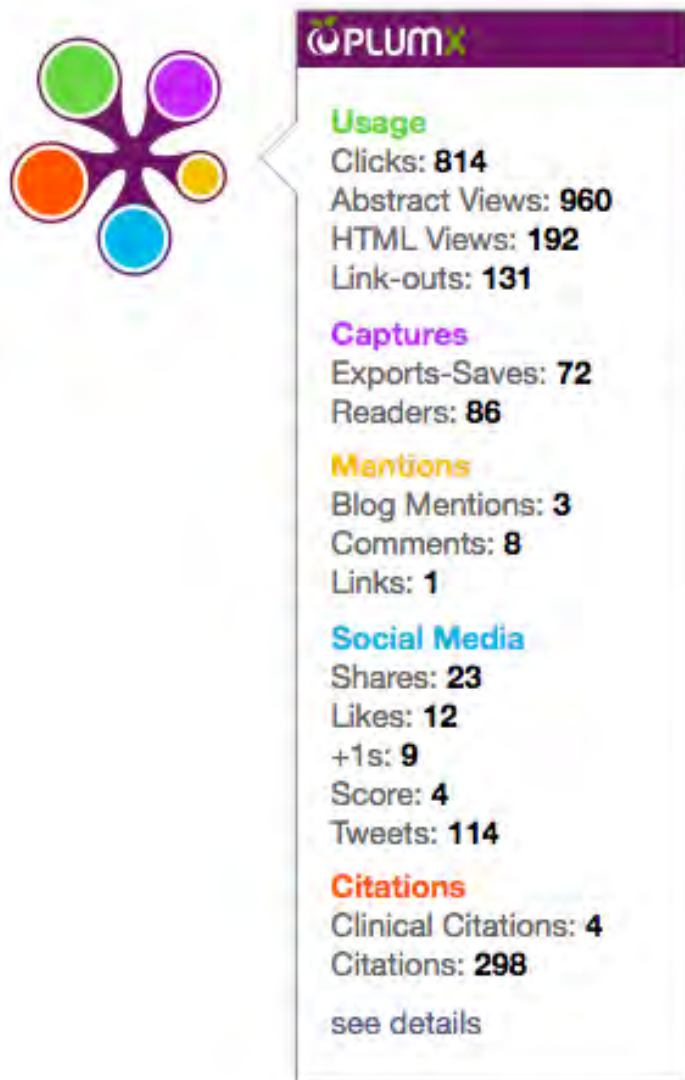 PLUMX
Usage
Clicks: 814
Abstract Views: 960
HTML Views: 192
Link-outs: 131
Captures
Exports-Saves: 72
Readers: 86
Mentions
Blog Mentions: 3
Comments: 8
Links: 1
Social Media
Shares: 23
Likes: 12
+1s: 9
Score: 4
Tweets: 114
Citations
Clinical Citations: 4
Citations: 298
see details